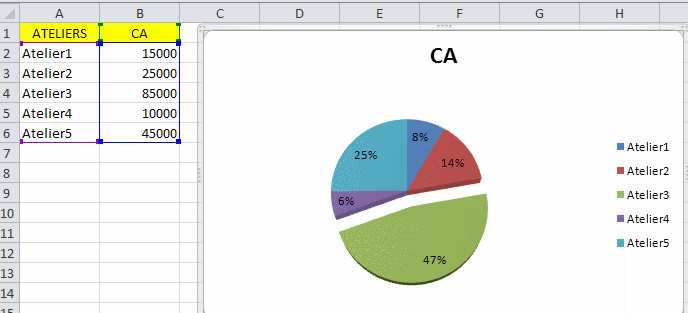 A B C D E F G H
1 ATELIERS CA
2 Atelier1 15000
3 Atelier2 25000
4 Atelier3 85000
5 Atelier4 10000
6 Atelier5 45000
7
8
9
10
11
12
13
14
CA
8%
14%
47%
6%
25%
Atelier1
Atelier2
Atelier3
Atelier4
Atelier5